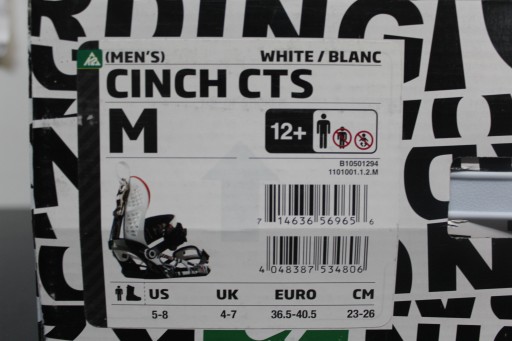 RDING
(MEN'S) WHITE / BLANC
CINCH CTS
M
12+
B10501294
1101001.1.2.M
7 14636 56965 6
4 048387 534806
US UK EURO CM
5-8 4-7 36.5-40.5 23-26